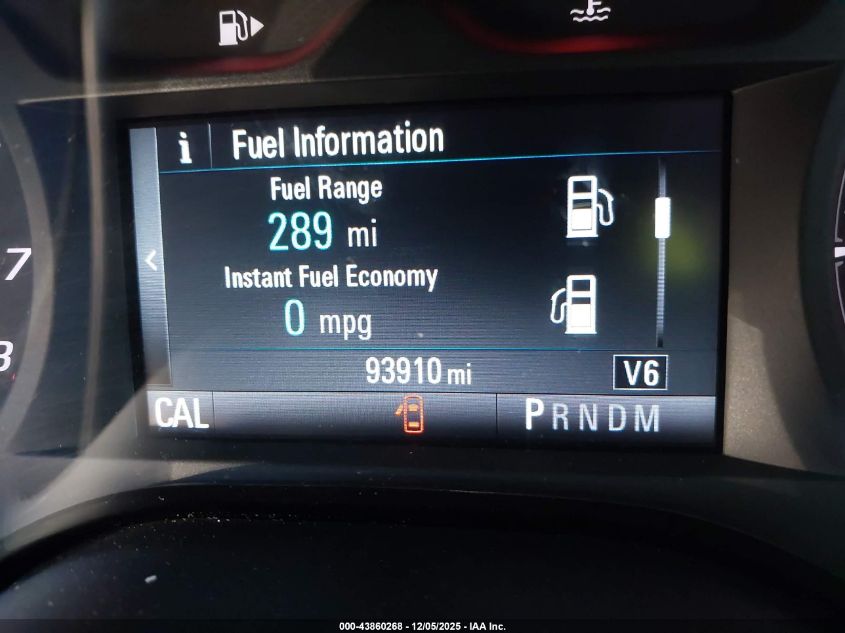 i Fuel Information
Fuel Range
289 mi
Instant Fuel Economy
0 mpg
7
8
93910 mi V6
CAL PRNDM
000-43860268 - 12/05/2025 - IAA Inc.